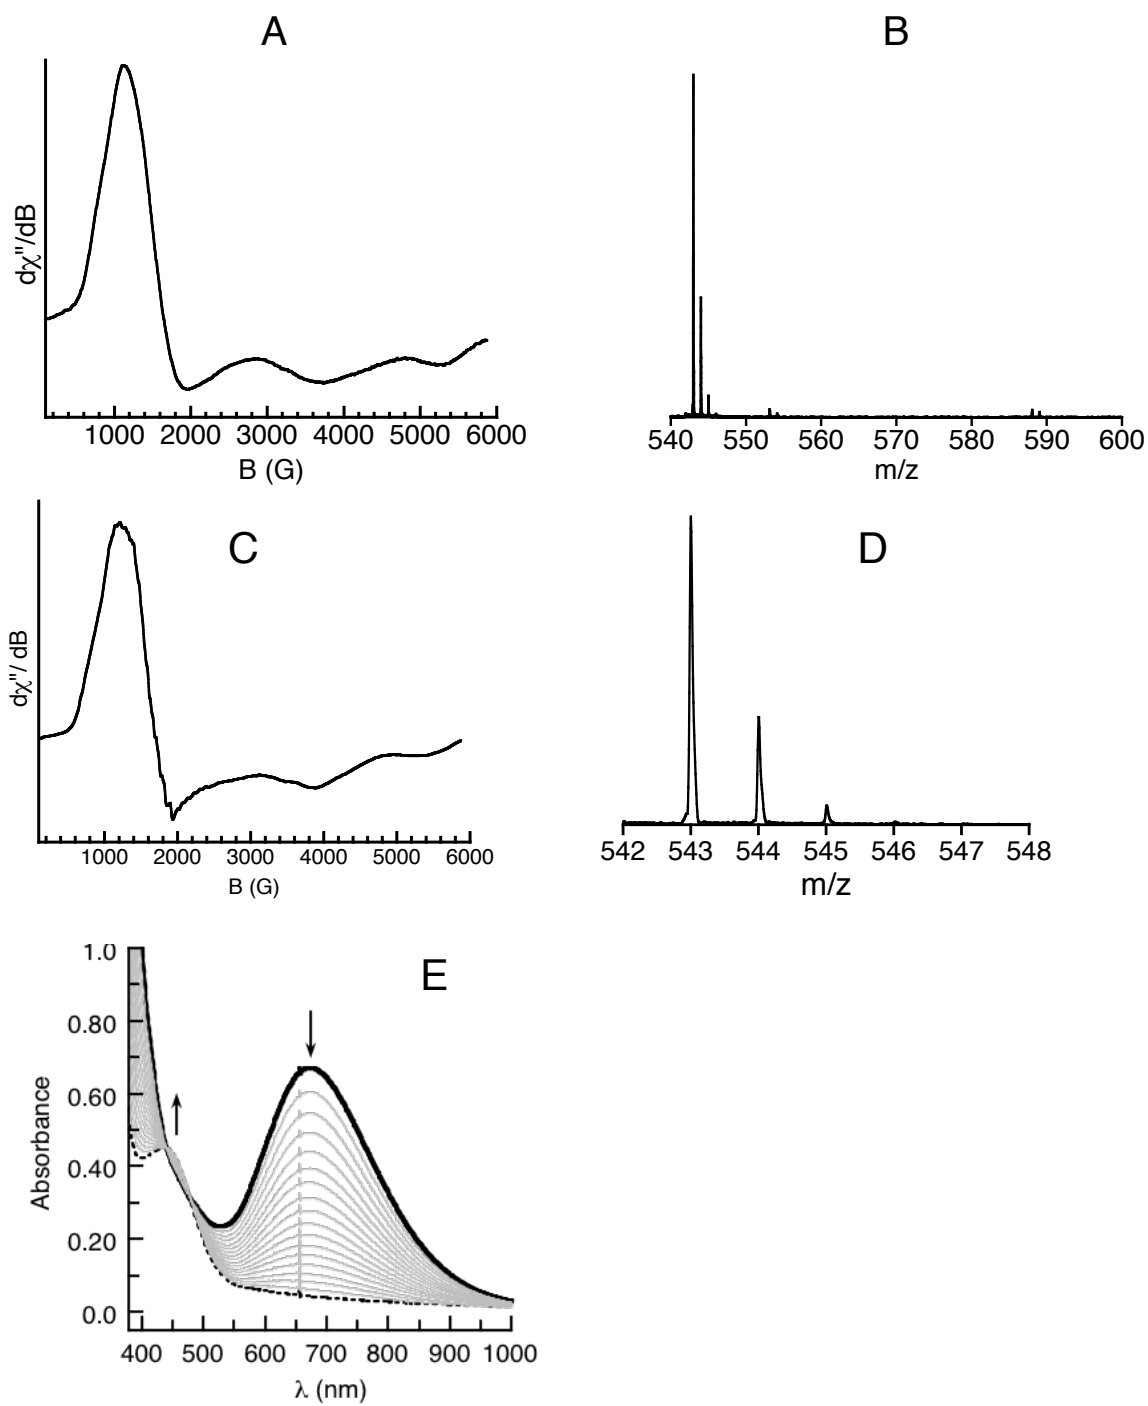 A
dχ"/dB
1000 2000 3000 4000 5000 6000
B (G)
B
540 550 560 570 580 590 600
m/z
C
dχ"/ dB
1000 2000 3000 4000 5000 6000
B (G)
D
542 543 544 545 546 547 548
m/z
E
Absorbance
1.0
0.80
0.60
0.40
0.20
0.0
400 500 600 700 800 900 1000
λ (nm)